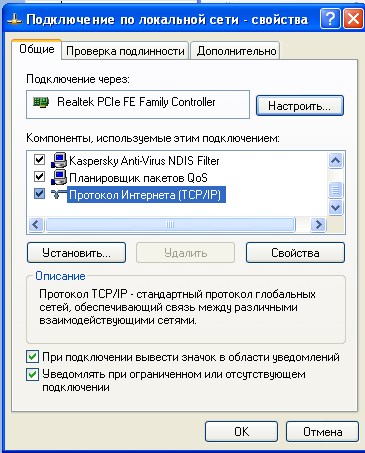 Подключение по локальной сети - свойства
Общие Проверка подлинности Дополнительно
Подключение через:
Realtek PCIe FE Family Controller
Настроить...
Компоненты, используемые этим подключением:
Kaspersky Anti-Virus NDIS Filter
Планировщик пакетов QoS
Протокол Интернета (TCP/IP)
Установить... Удалить Свойства
Описание
Протокол TCP/IP - стандартный протокол глобальных
сетей, обеспечивающий связь между различными
взаимодействующими сетями.
При подключении вывести значок в области уведомлений
Уведомлять при ограниченном или отсутствующем
подключении
OK Отмена